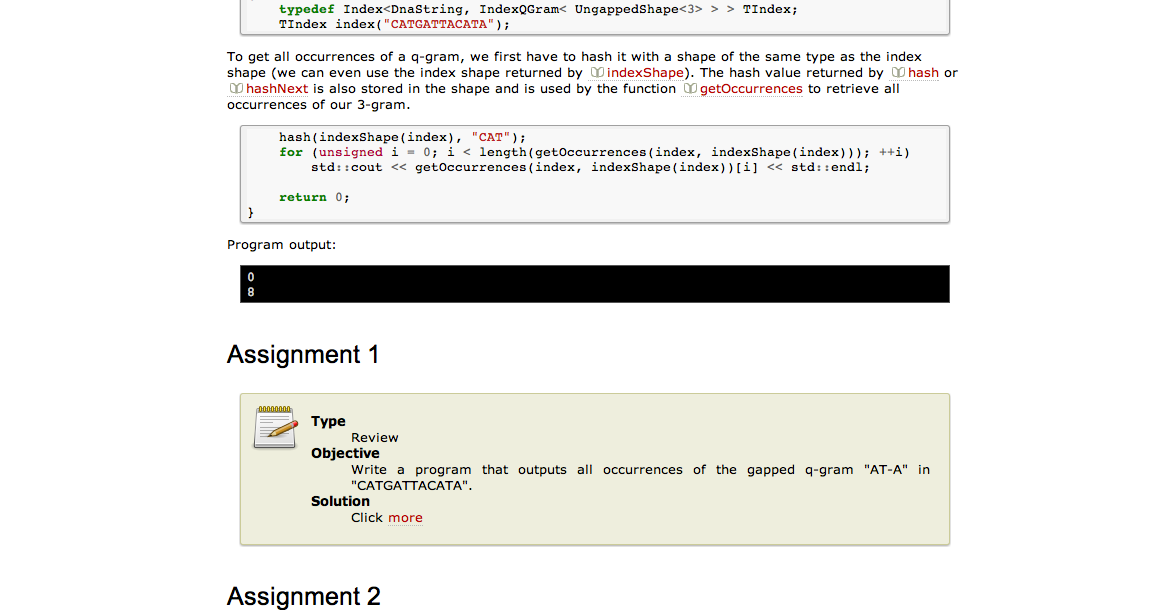 typedef Index<DnaString, IndexQGram< UngappedShape<3> > > TIndex;
TIndex index("CATGATTACATA");
To get all occurrences of a q-gram, we first have to hash it with a shape of the same type as the index
shape (we can even use the index shape returned by indexShape). The hash value returned by hash or
hashNext is also stored in the shape and is used by the function getOccurrences to retrieve all
occurrences of our 3-gram.
hash(indexShape(index), "CAT");
for (unsigned i = 0; i < length(getOccurrences(index, indexShape(index))); ++i)
std::cout << getOccurrences(index, indexShape(index))[i] << std::endl;
return 0;
}
Program output:
0
8
Assignment 1
Type
Review
Objective
Write a program that outputs all occurrences of the gapped q-gram "AT-A" in
"CATGATTACATA".
Solution
Click more
Assignment 2